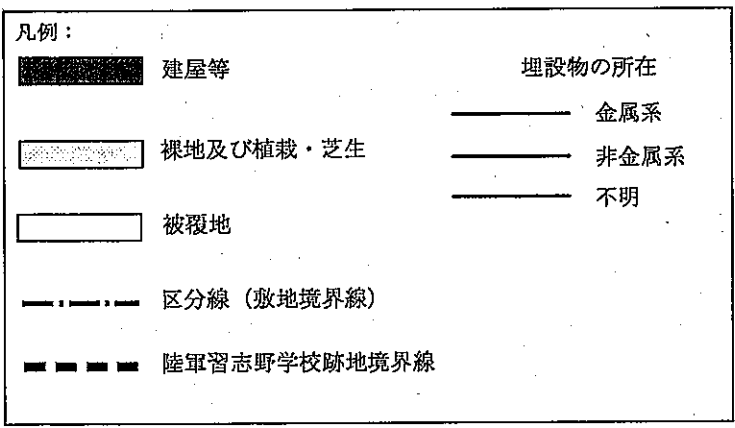 凡例：
建屋等
裸地及び植栽・芝生
被覆地
区分線（敷地境界線）
陸軍習志野学校跡地境界線
埋設物の所在
金属系
非金属系
不明